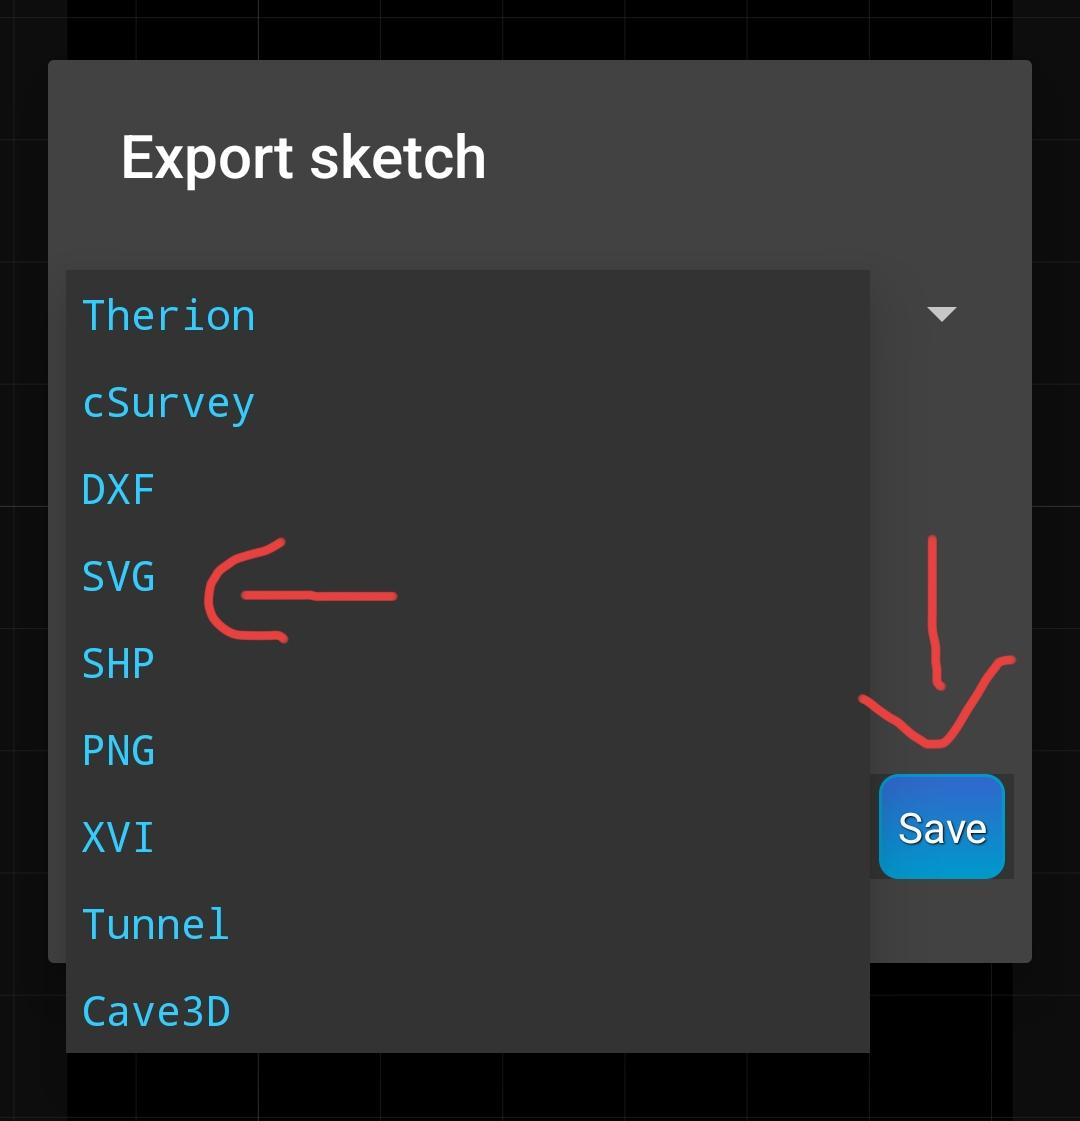 Export sketch
Therion
cSurvey
DXF
SVG
SHP
PNG
XVI
Tunnel
Cave3D
Save